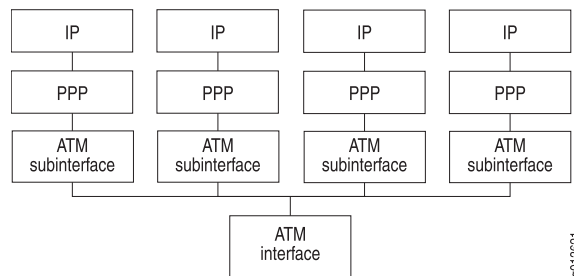 IP IP IP IP
PPP PPP PPP PPP
ATM ATM ATM ATM
subinterface subinterface subinterface subinterface
ATM
interface